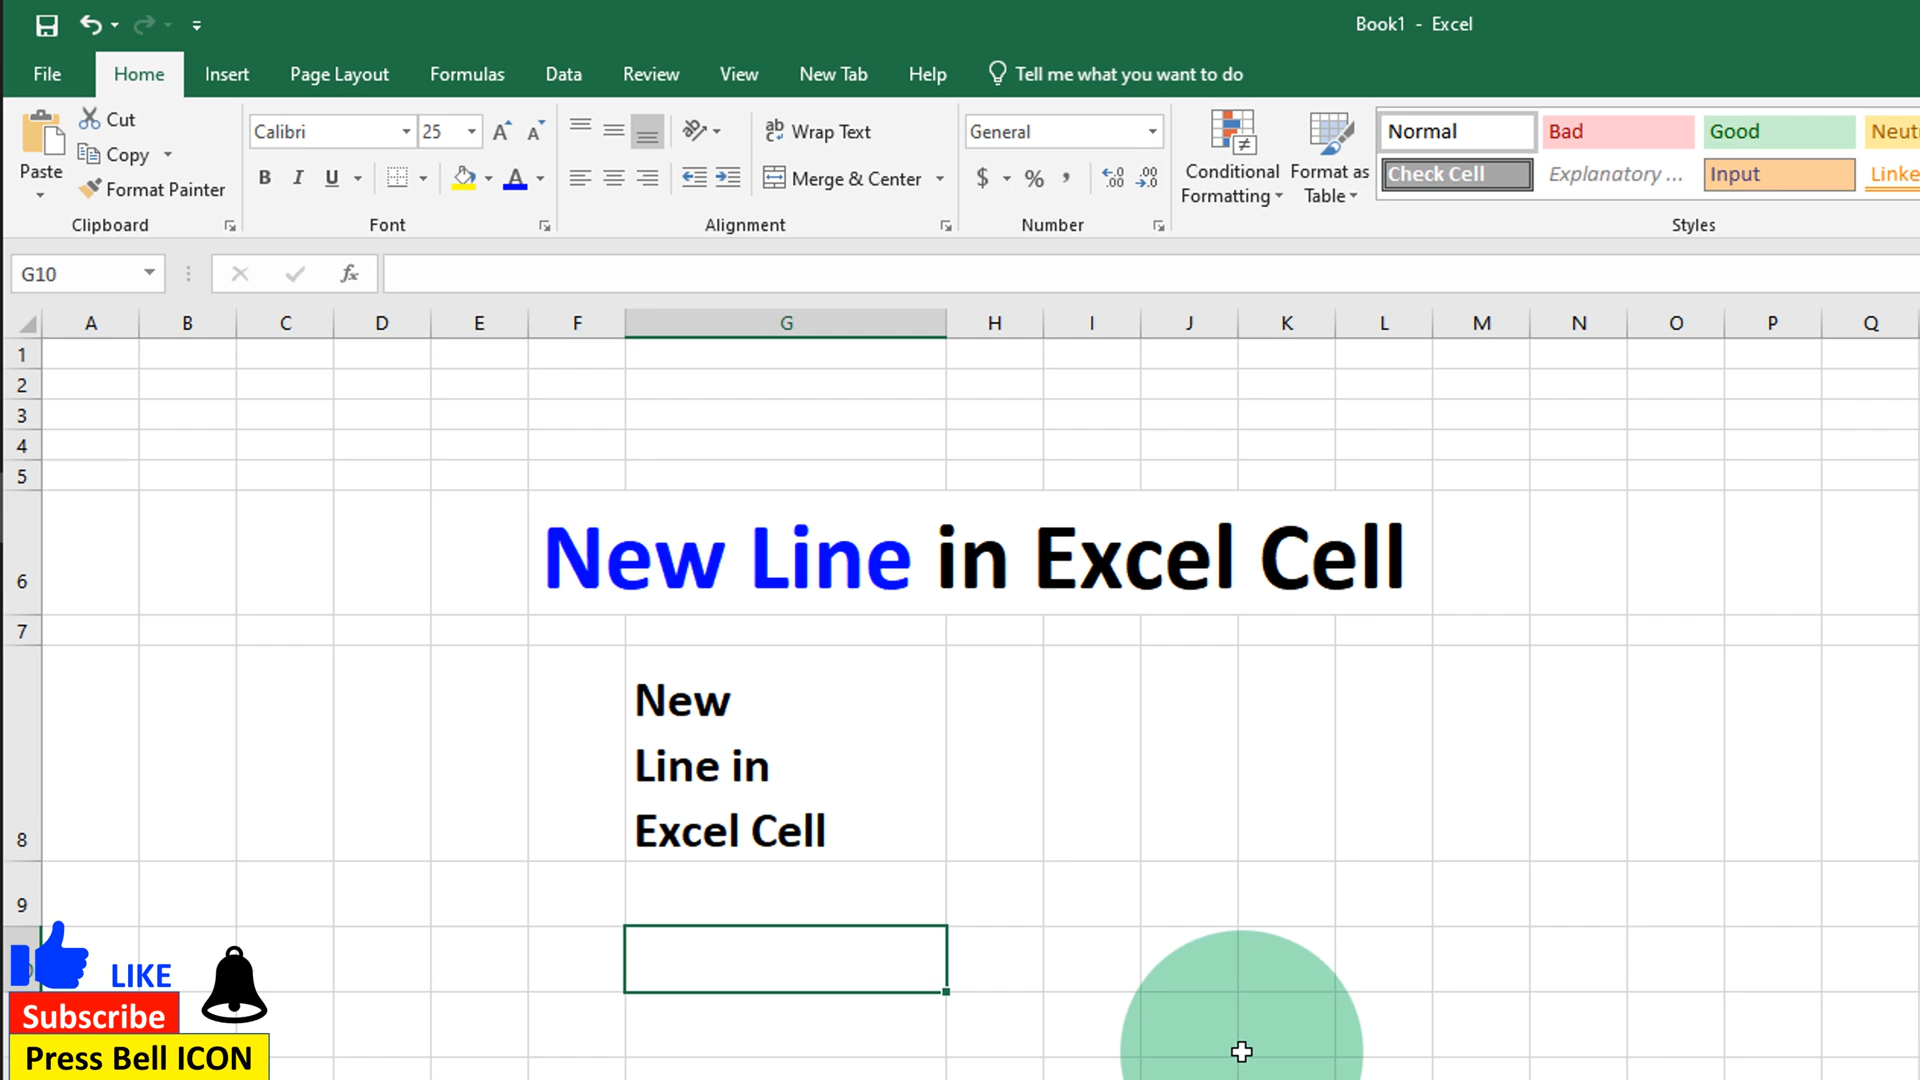 Book1 - Excel
File Home Insert Page Layout Formulas Data Review View New Tab Help Tell me what you want to do
Paste
Cut
Copy
Format Painter
Clipboard
Calibri 25
B I U A
Font
ab Wrap Text
Merge & Center
Alignment
General
$ % ,
Number
Conditional Formatting
Format as Table
Normal Bad Good
Check Cell Explanatory ... Input
Styles
G10 fx
A B C D E F G H I J K L M N O P Q
1
2
3
4
5
6 New Line in Excel Cell
7
New
Line in
8 Excel Cell
9
LIKE
Subscribe
Press Bell ICON